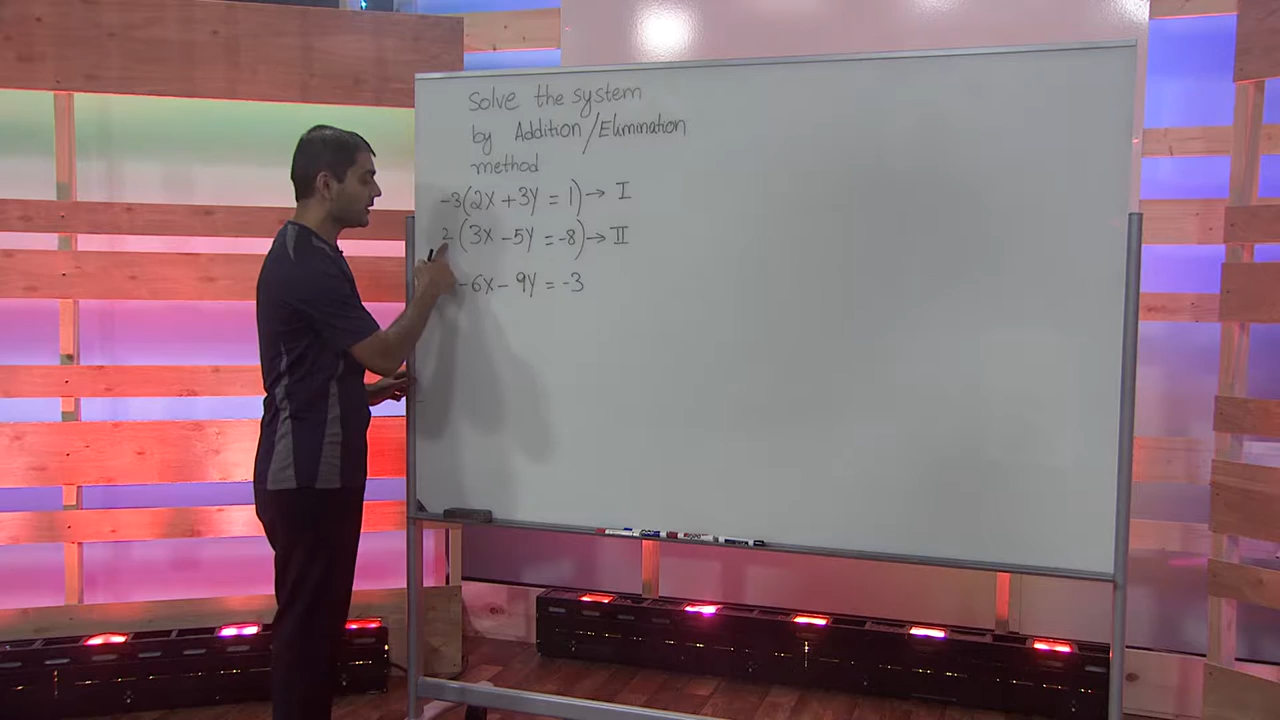 Solve the system
by Addition/Elimination
method
-3(2x + 3y = 1) → I
2(3x - 5y = -8) → II
-6x - 9y = -3